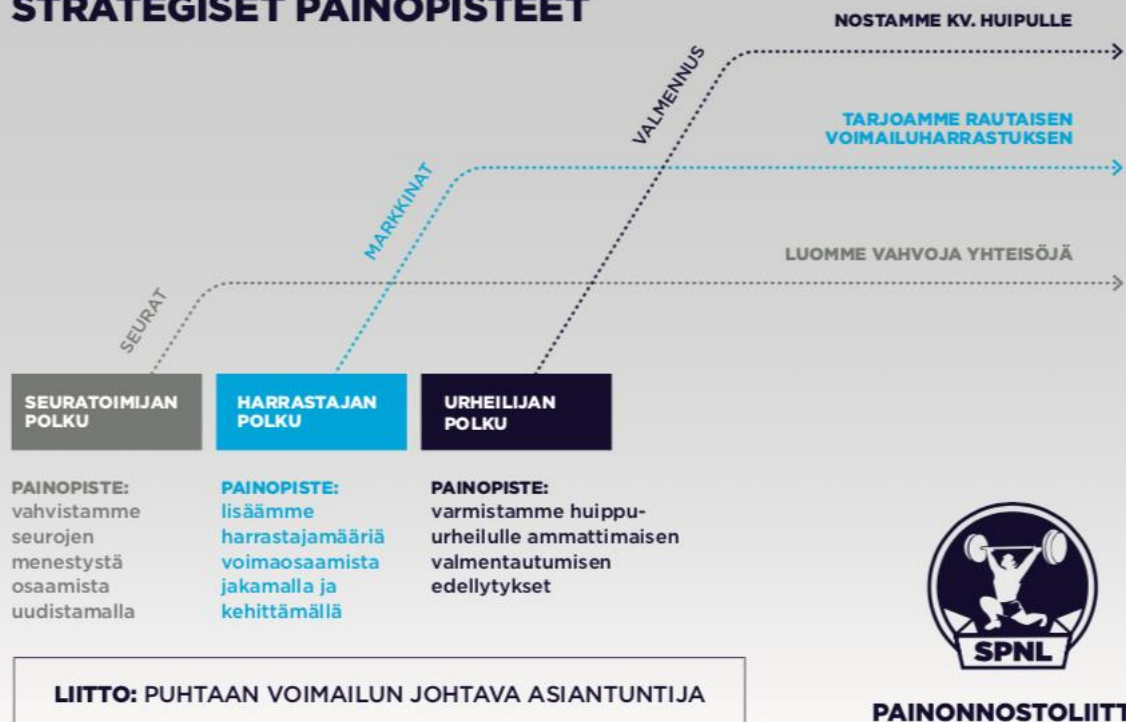 STRATEGISET PAINOPISTEET
NOSTAMME KV. HUIPULLE
VALMENNUS
TARJOAMME RAUTAISEN
VOIMAILUHARRASTUKSEN
MARKKINAT
LUOMME VAHVOJA YHTEISÖJÄ
SEURAT
SEURATOIMIJAN
POLKU
HARRASTAJAN
POLKU
URHEILIJAN
POLKU
PAINOPISTE:
vahvistamme
seurojen
menestystä
osaamista
uudistamalla
PAINOPISTE:
lisäämme
harrastajamääriä
voimaosaamista
jakamalla ja
kehittämällä
PAINOPISTE:
varmistamme huippu-
urheilulle ammattimaisen
valmentautumisen
edellytykset
SPNL
LIITTO: PUHTAAN VOIMAILUN JOHTAVA ASIANTUNTIJA
PAINONNOSTOLIITT